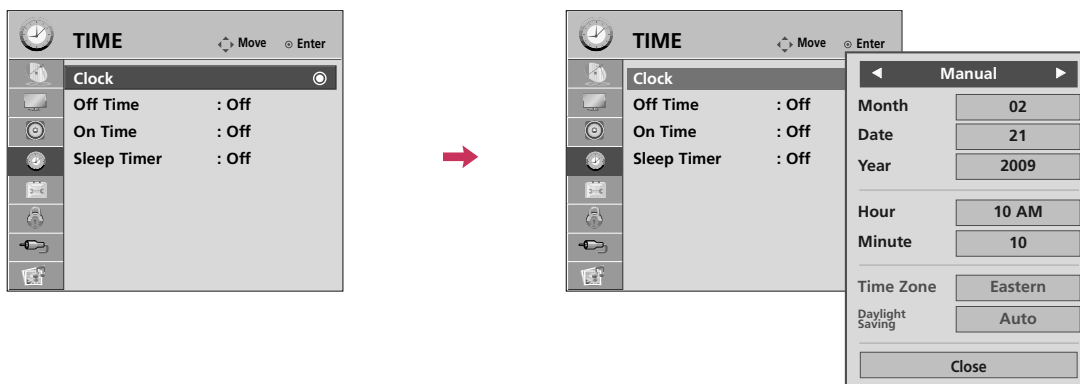 TIME Move Enter
Clock
Off Time : Off
On Time : Off
Sleep Timer : Off
TIME Move Enter
Clock
Off Time : Off
On Time : Off
Sleep Timer : Off
Manual
Month 02
Date 21
Year 2009
Hour 10 AM
Minute 10
Time Zone Eastern
Daylight
Saving Auto
Close